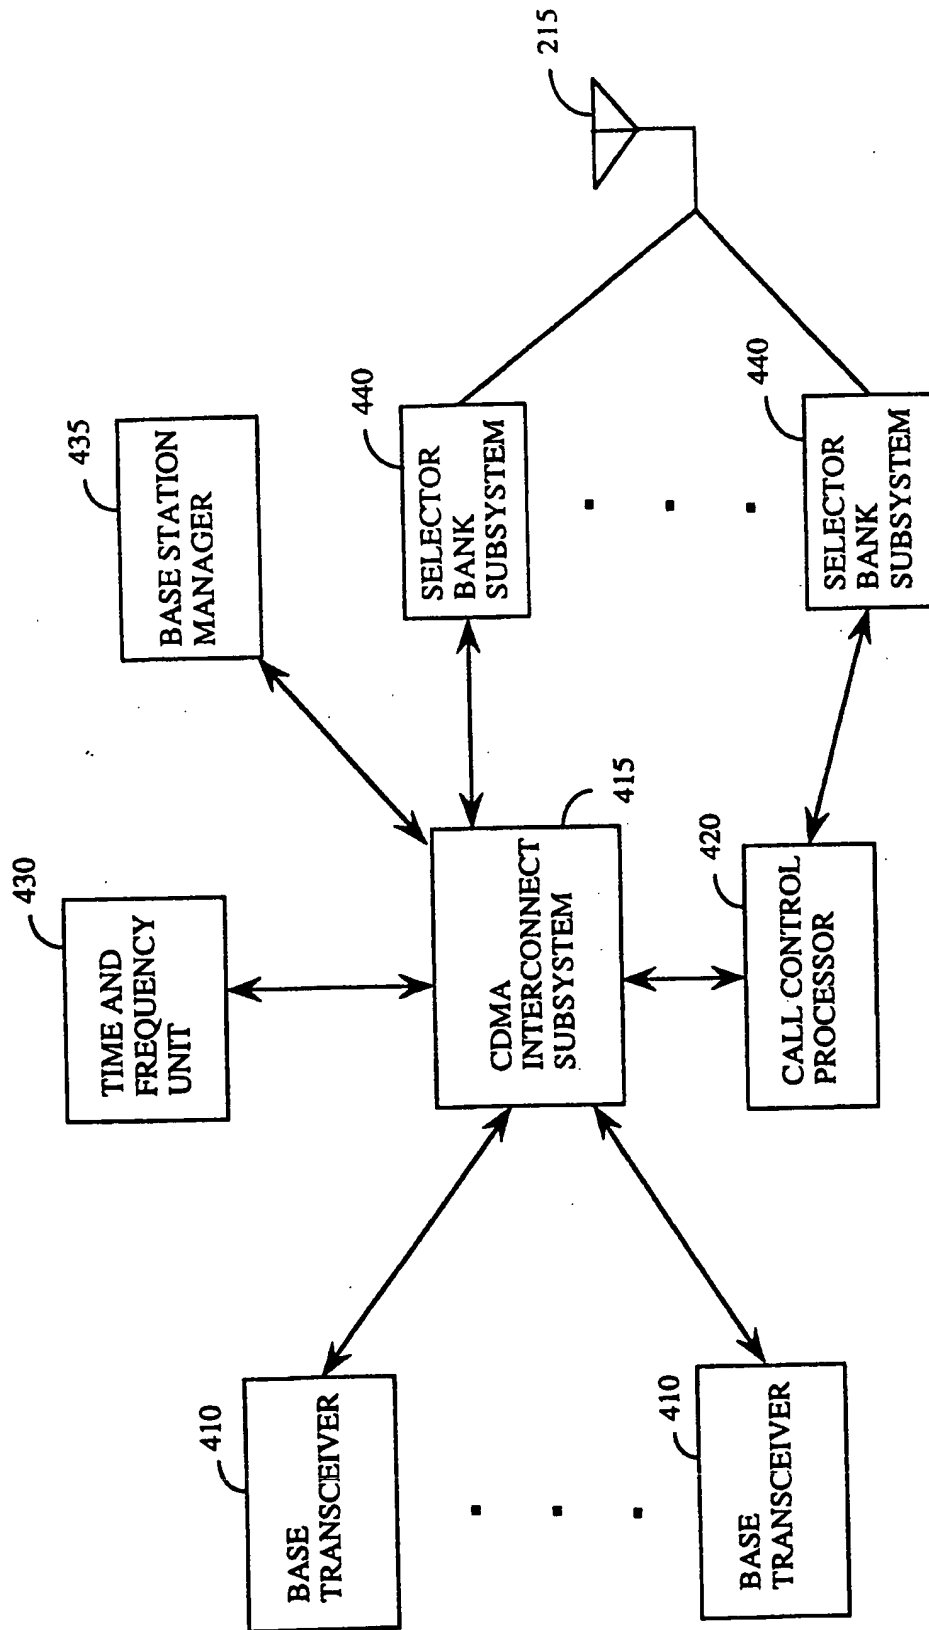 430
TIME AND
FREQUENCY
UNIT
435
BASE STATION
MANAGER
410
BASE
TRANSCEIVER
CDMA
INTERCONNECT
SUBSYSTEM
415
440
SELECTOR
BANK
SUBSYSTEM
215
410
BASE
TRANSCEIVER
420
CALL CONTROL
PROCESSOR
440
SELECTOR
BANK
SUBSYSTEM